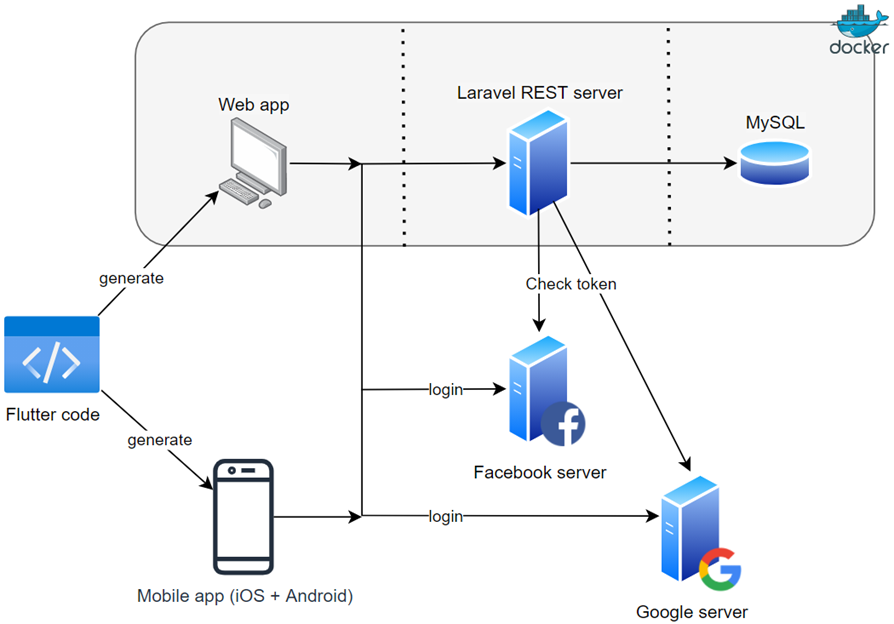 docker
Laravel REST server
Web app
MySQL
generate
Check token
login
Flutter code
generate
Facebook server
login
Mobile app (iOS + Android)
Google server